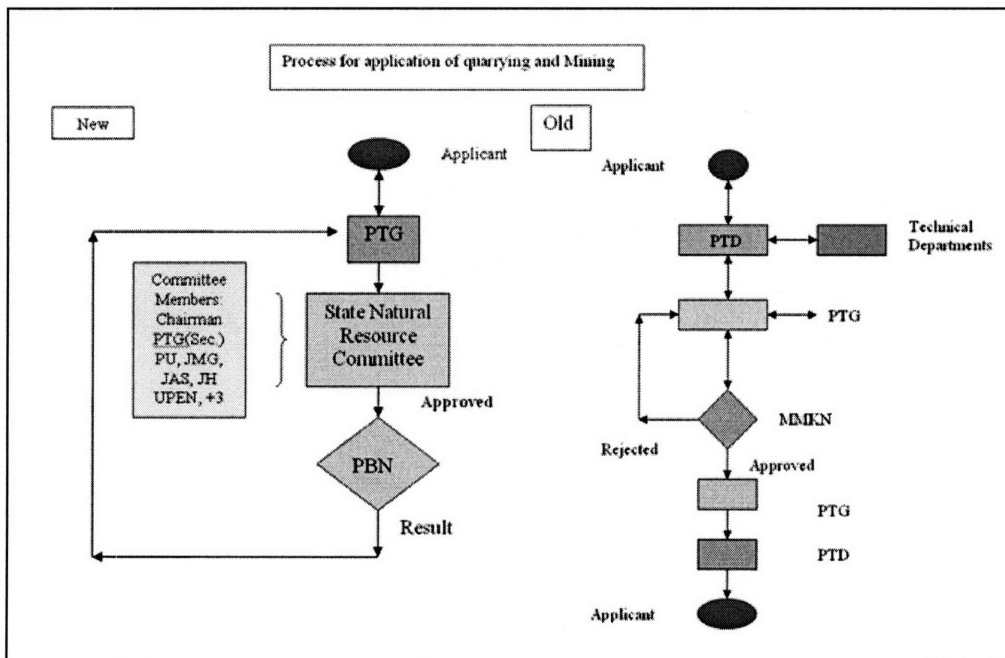 Process for application of quarrying and Mining
New
Old
Applicant
PTG
Committee
Members:
Chairman
PTG(Sec.)
PU, JMG,
JAS, JH
UPEN, +3
State Natural
Resource
Committee
Approved
PBN
Result
Applicant
PTD
Technical
Departments
PTG
MMKN
Rejected
Approved
PTG
PTD
Applicant